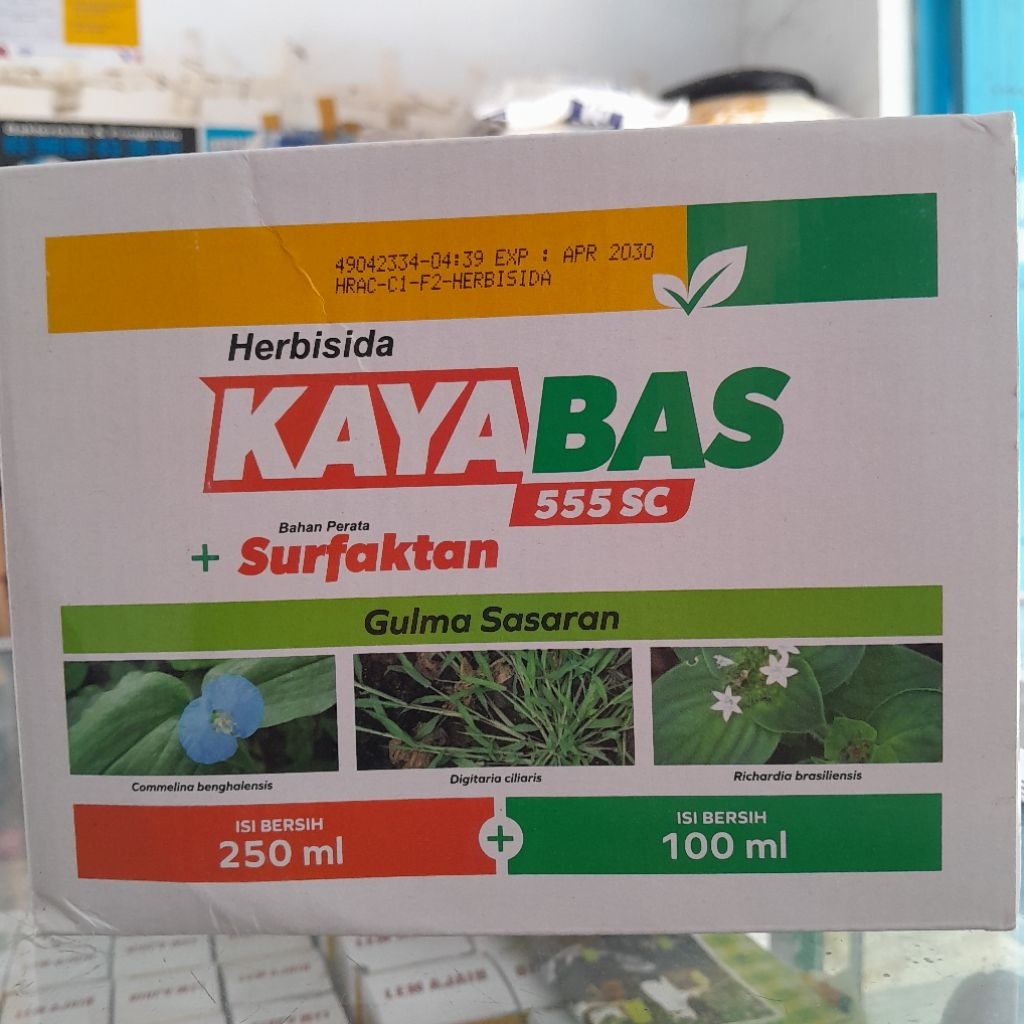 49042334-04:39 EXP : APR 2030
HRAC-C1-F2-HERBISIDA
Herbisida
KAYABAS
555 SC
Bahan Perata
+ Surfaktan
Gulma Sasaran
Commelina benghalensis
Digitaria ciliaris
Richardia brasiliensis
ISI BERSIH
250 ml
+
ISI BERSIH
100 ml